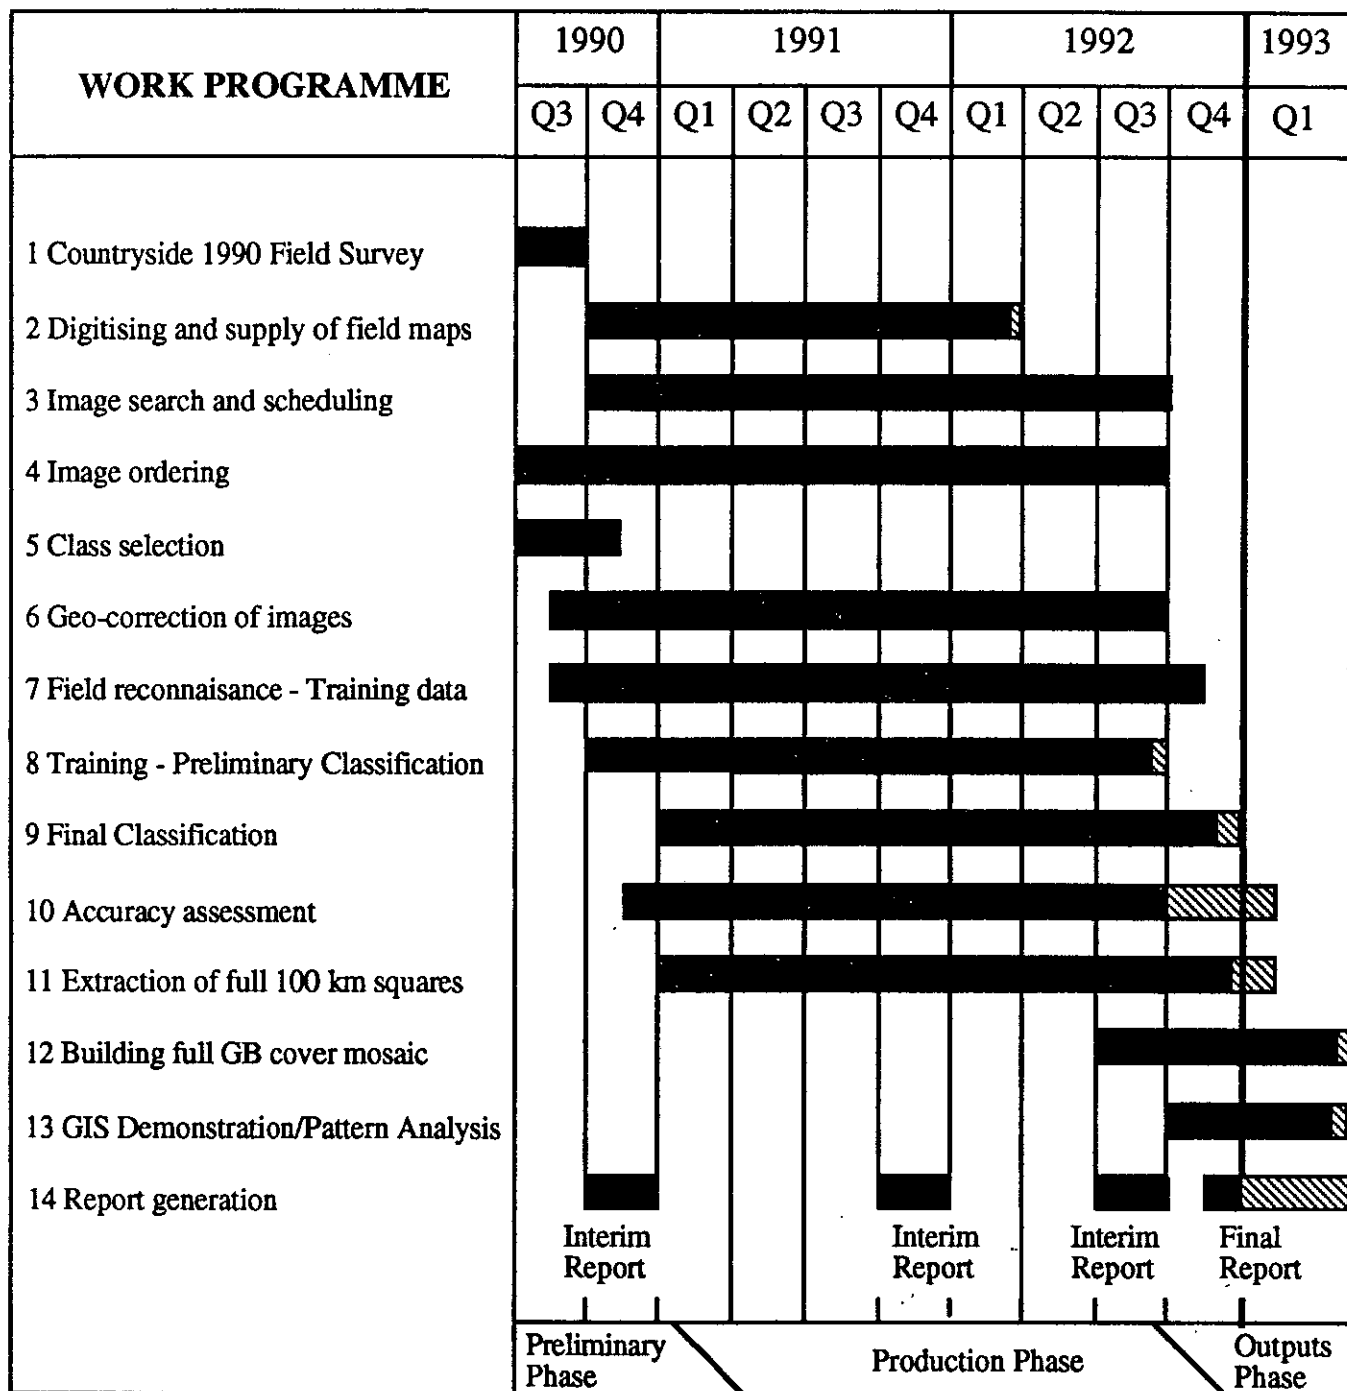 WORK PROGRAMME
1990 1991 1992 1993
Q3 Q4 Q1 Q2 Q3 Q4 Q1 Q2 Q3 Q4 Q1
1 Countryside 1990 Field Survey
2 Digitising and supply of field maps
3 Image search and scheduling
4 Image ordering
5 Class selection
6 Geo-correction of images
7 Field reconnaisance - Training data
8 Training - Preliminary Classification
9 Final Classification
10 Accuracy assessment
11 Extraction of full 100 km squares
12 Building full GB cover mosaic
13 GIS Demonstration/Pattern Analysis
14 Report generation
Interim Report
Interim Report
Interim Report
Final Report
Preliminary Phase
Production Phase
Outputs Phase